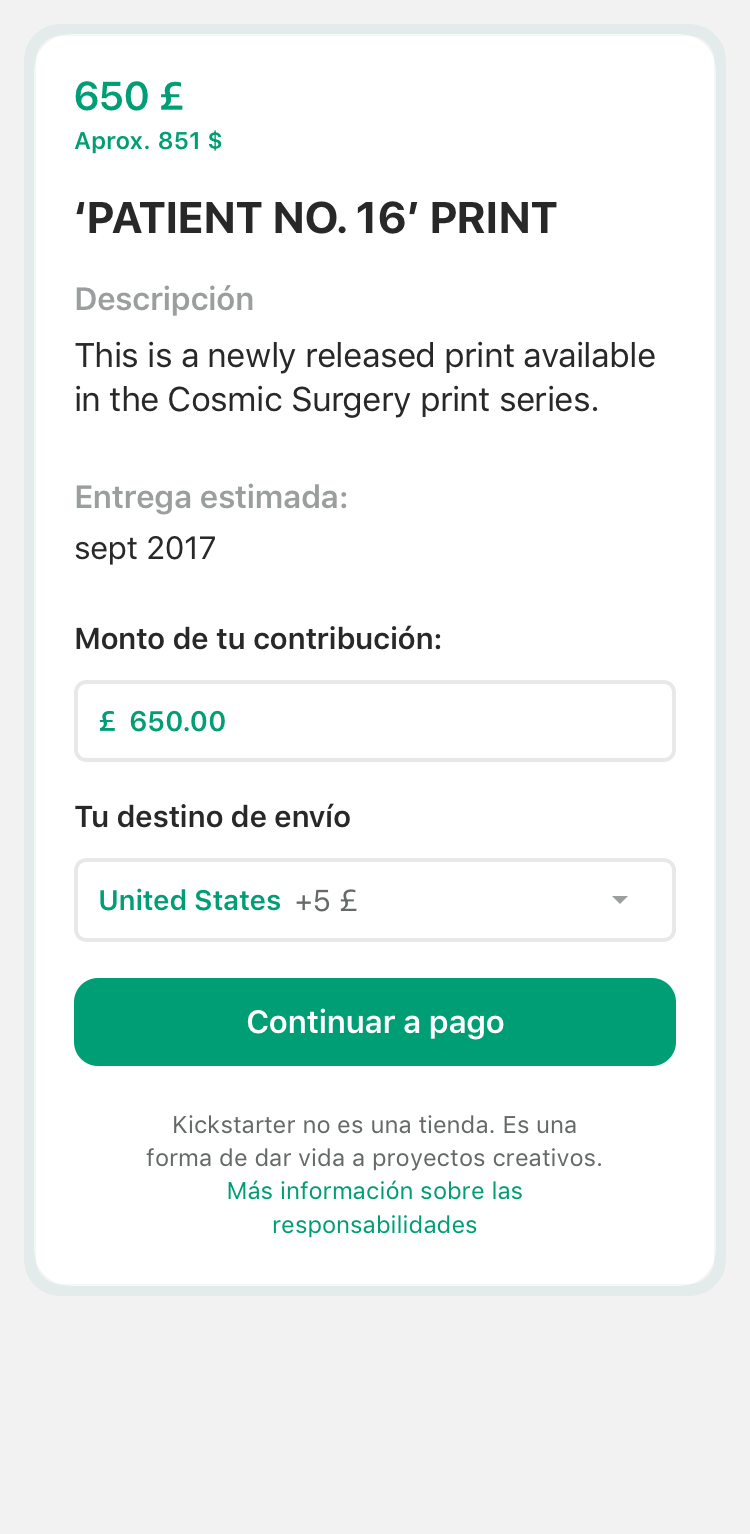 650 £
Aprox. 851 $
‘PATIENT NO. 16’ PRINT
Descripción
This is a newly released print available
in the Cosmic Surgery print series.
Entrega estimada:
sept 2017
Monto de tu contribución:
£ 650.00
Tu destino de envío
United States +5 £
Continuar a pago
Kickstarter no es una tienda. Es una
forma de dar vida a proyectos creativos.
Más información sobre las
responsabilidades